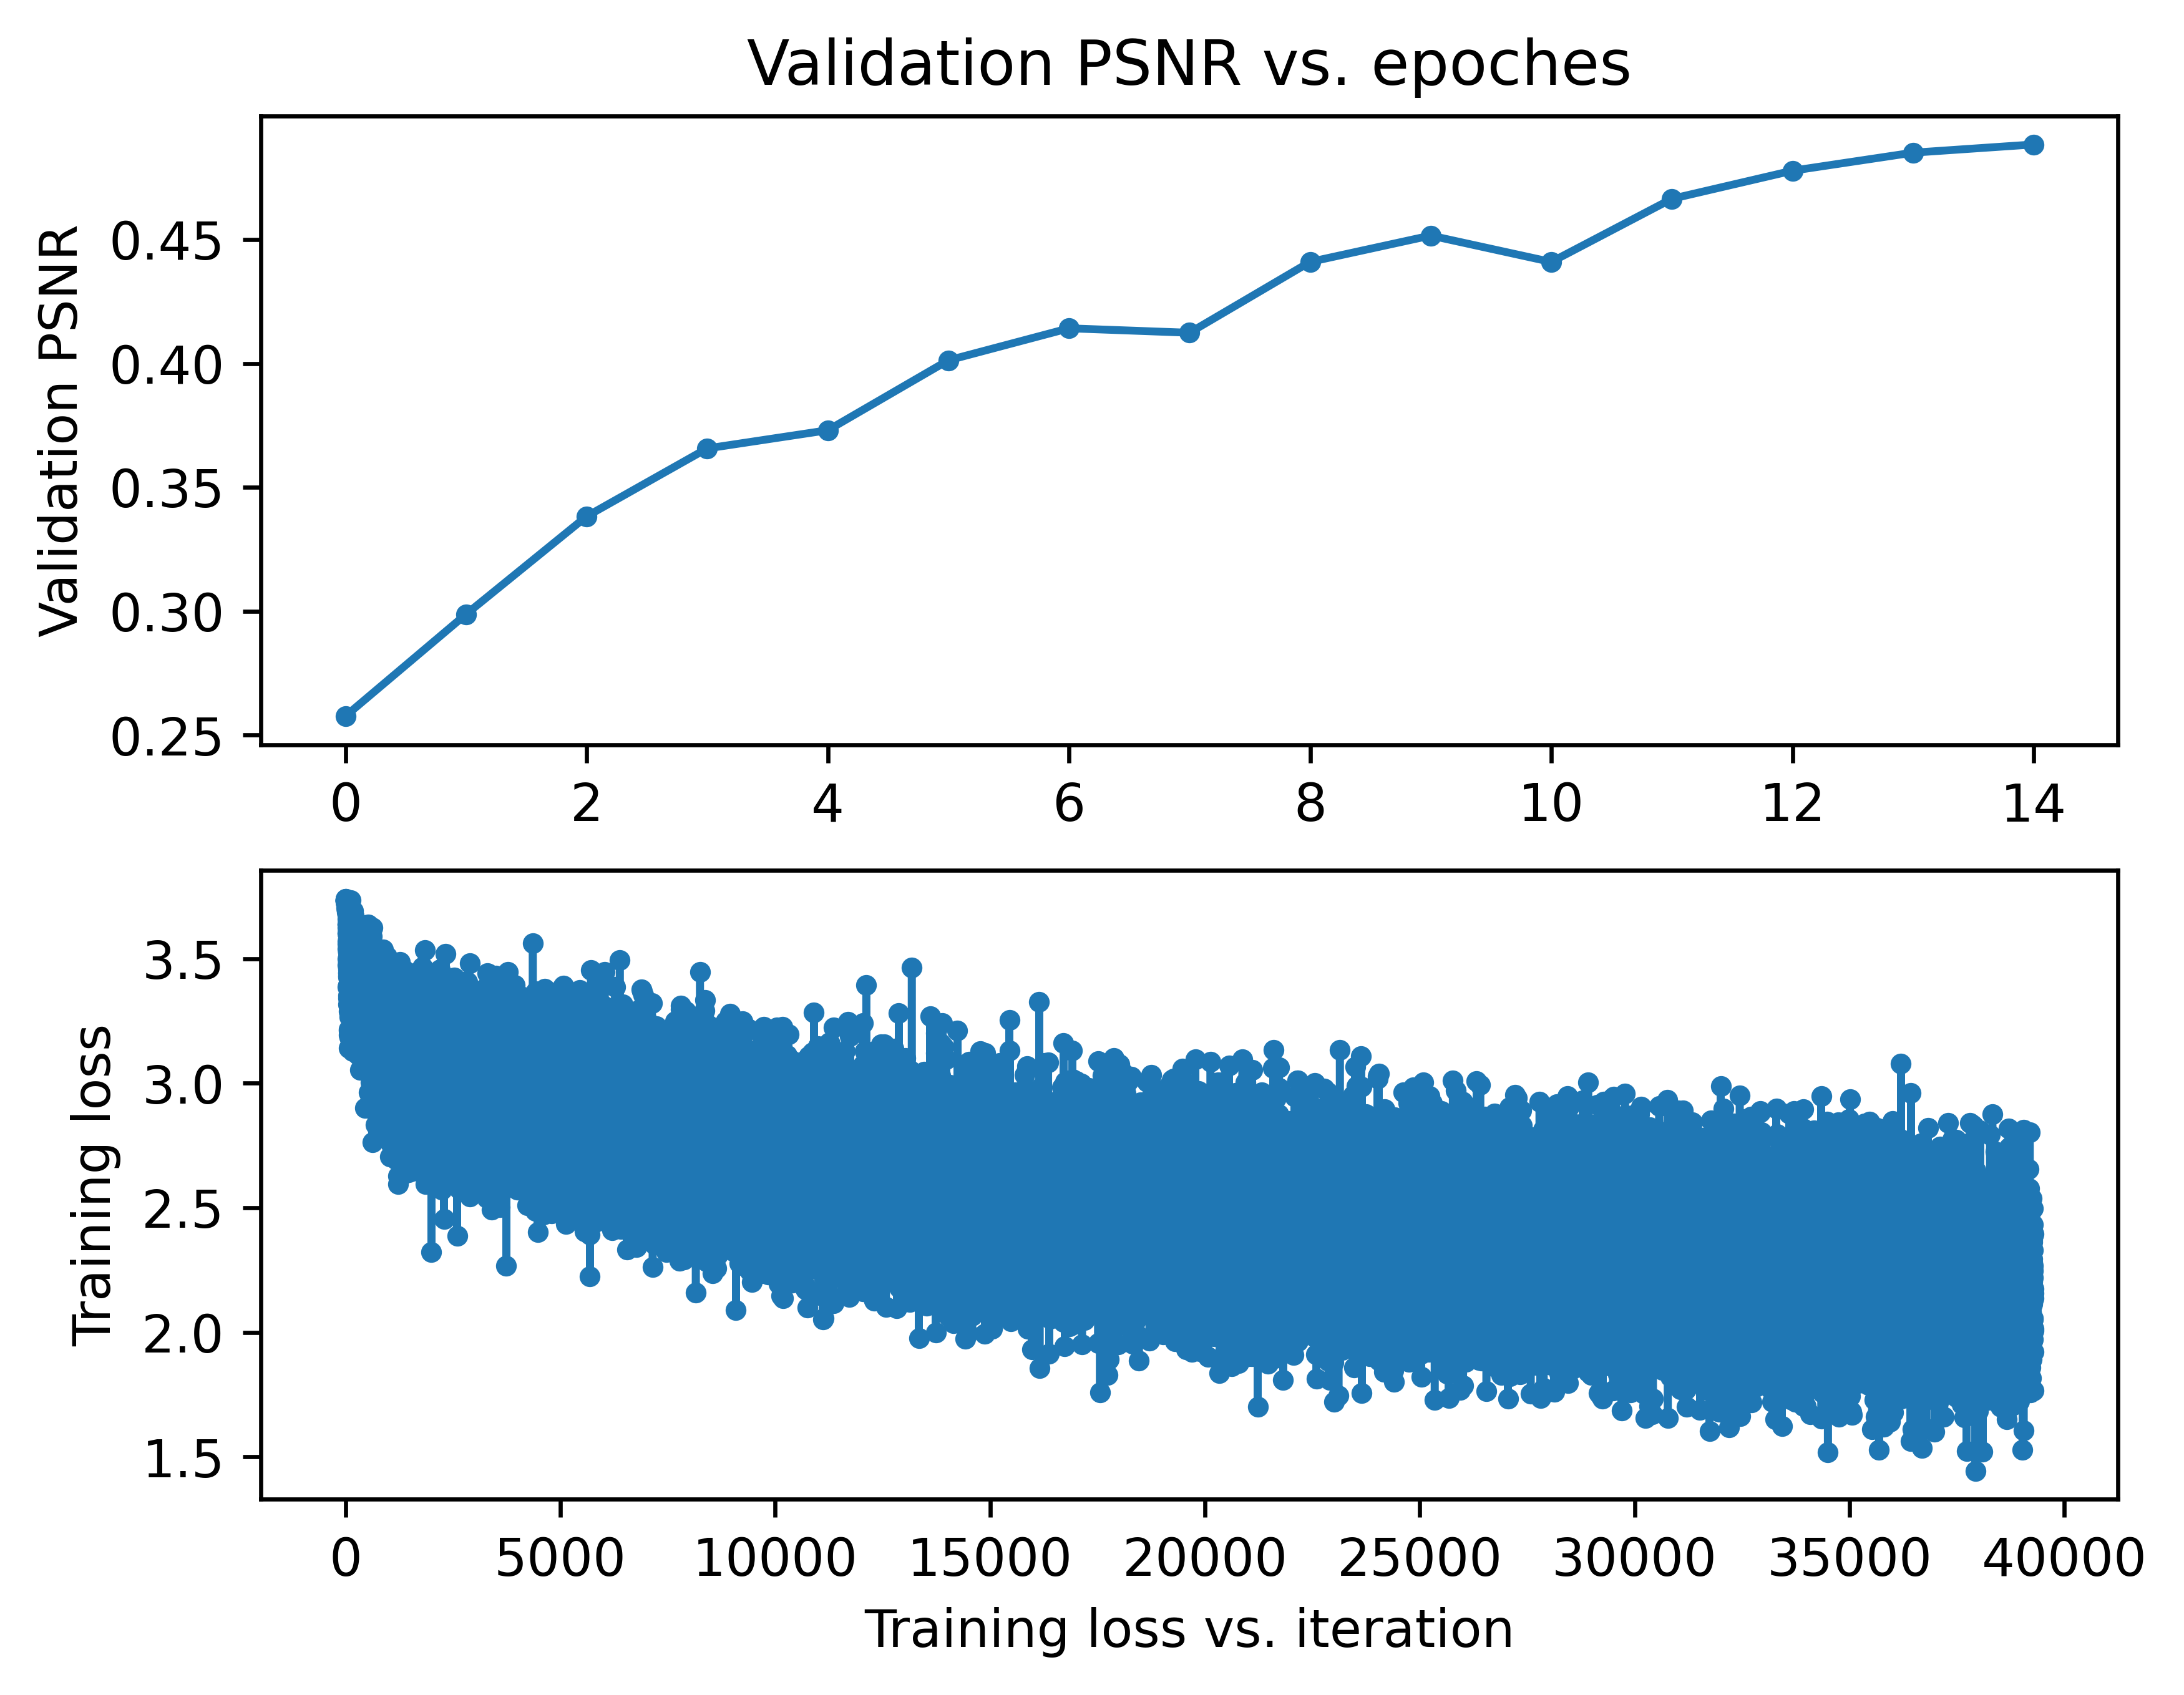 Validation PSNR vs. epoches
Validation PSNR
0.45
0.40
0.35
0.30
0.25
0 2 4 6 8 10 12 14
Training loss
3.5
3.0
2.5
2.0
1.5
0 5000 10000 15000 20000 25000 30000 35000 40000
Training loss vs. iteration